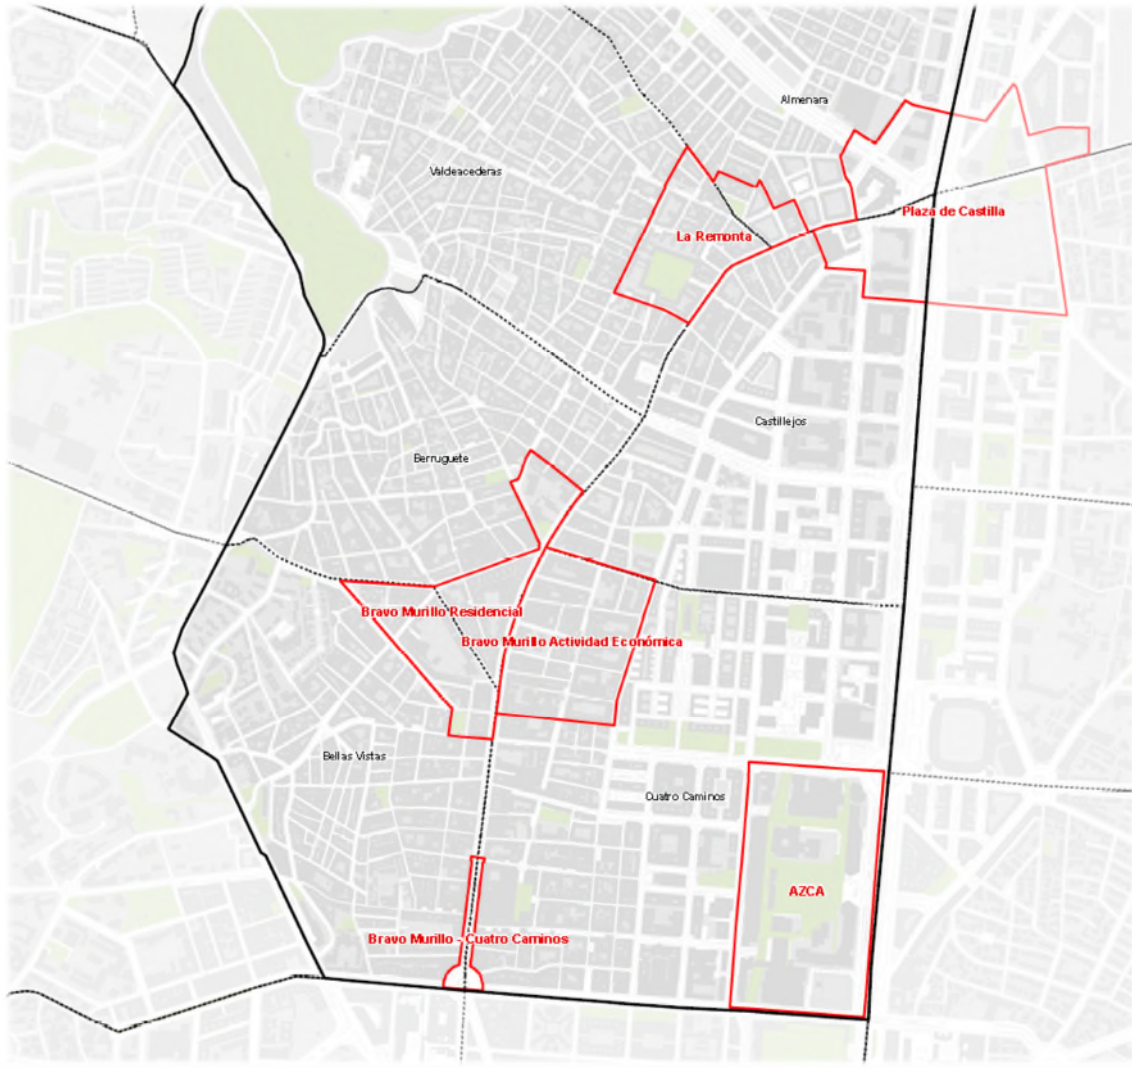 Almenara
Valdeacederas
Plaza de Castilla
La Remonta
Castillejos
Berruguete
Bravo Murillo Residencial
Bravo Murillo Actividad Económica
Bellas Vistas
Cuatro Caminos
AZCA
Bravo Murillo - Cuatro Caminos